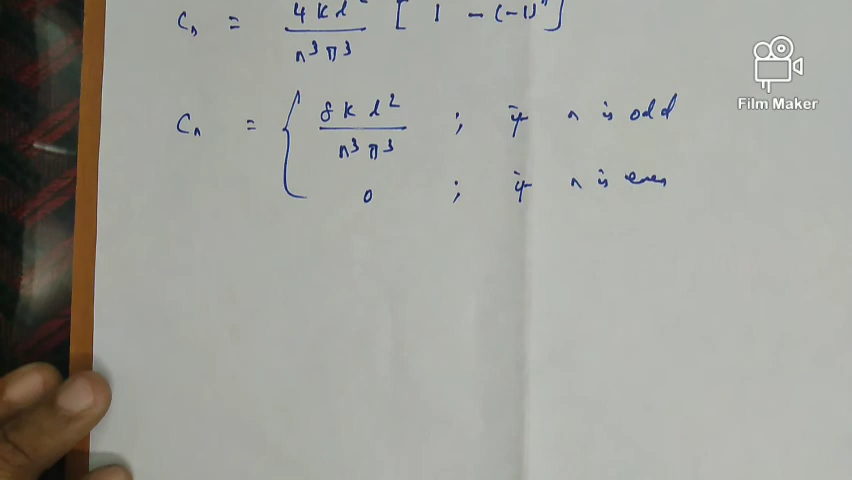 Cn = 4kl² / n³π³ [ 1 - (-1)ⁿ ]
Film Maker
Cn = { 8kl² / n³π³ ; if n is odd
0 ; if n is even